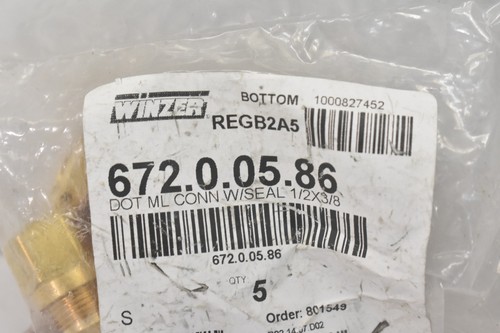 WINZER
BOTTOM 1000827452
REGB2A5
672.0.05.86
DOT ML CONN.W/SEAL 1/2X3/8
672.0.05.86
QTY
5
S Order: 801549